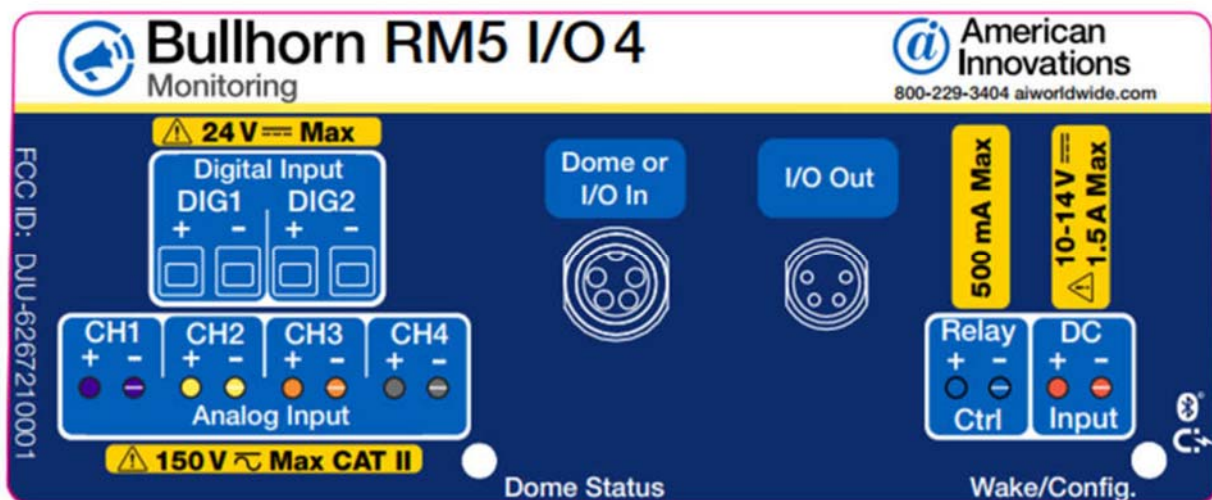 Bullhorn RM5 I/O 4
Monitoring
American
Innovations
800-229-3404 aiworldwide.com
FCC ID: DJU-6267210001
⚠ 24 V ⎓ Max
Digital Input
DIG1 DIG2
+ - + -
CH1 CH2 CH3 CH4
+ - + - + - + -
Analog Input
⚠ 150 V ⏦ Max CAT II
Dome Status
Dome or
I/O In
I/O Out
500 mA Max
⚠ 10-14 V ⎓
1.5 A Max
Relay DC
+ - + -
Ctrl Input
Wake/Config.